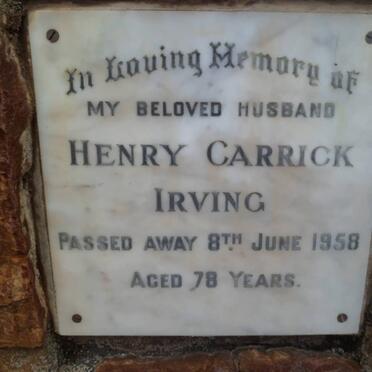 In Loving Memory of
MY BELOVED HUSBAND
HENRY CARRICK
IRVING
PASSED AWAY 8TH JUNE 1958
AGED 78 YEARS.